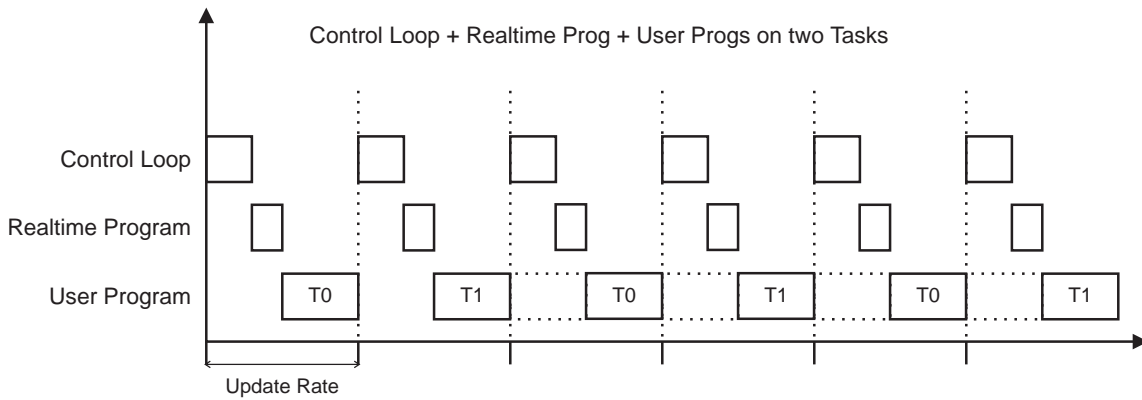 Control Loop + Realtime Prog + User Progs on two Tasks
Control Loop
Realtime Program
User Program
T0
T1
T0
T1
T0
T1
Update Rate